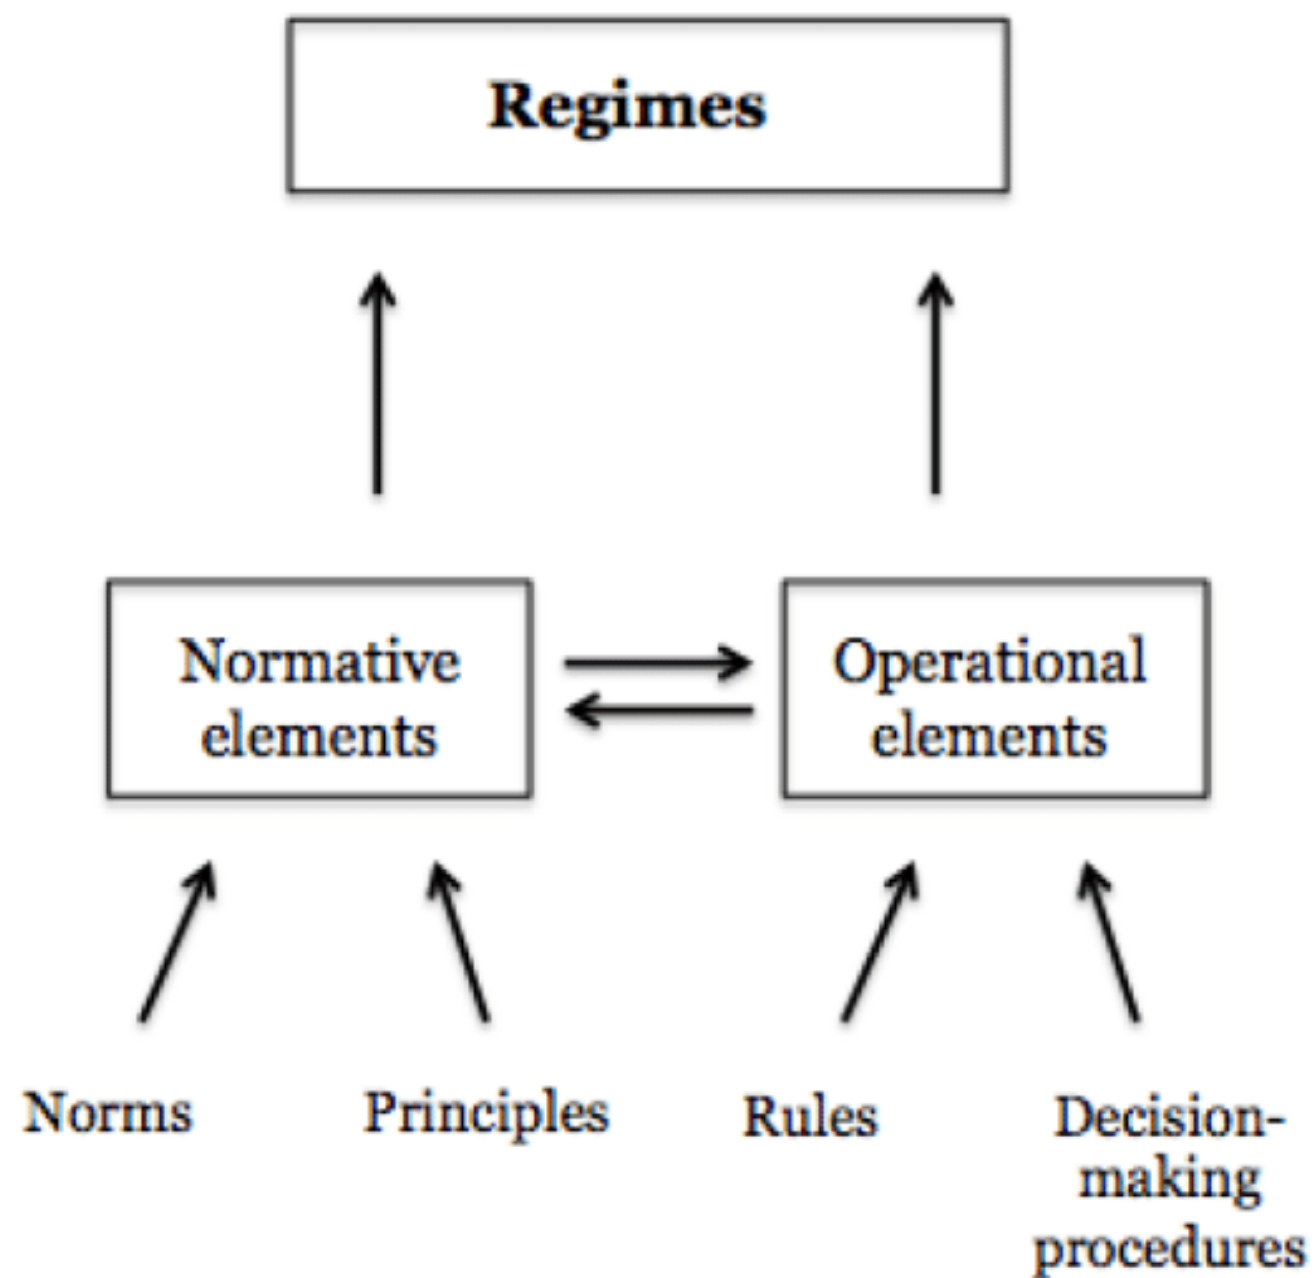 Regimes
Normative
elements
Operational
elements
Norms
Principles
Rules
Decision-
making
procedures